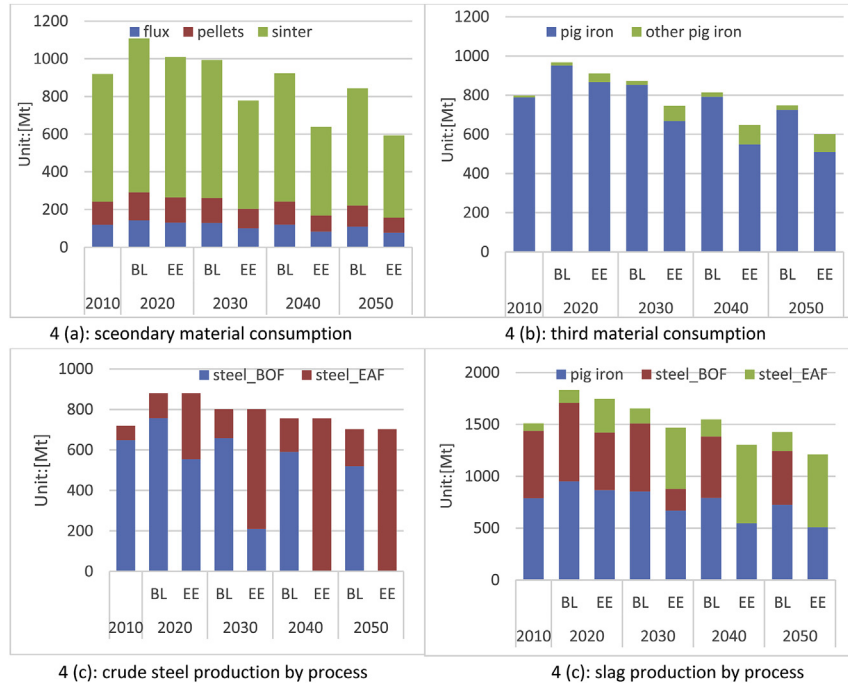 flux pellets sinter
Unit:[Mt]
1200
1000
800
600
400
200
0
BL EE BL EE BL EE BL EE
2010 2020 2030 2040 2050
4 (a): sceondary material consumption
pig iron other pig iron
Unit:[Mt]
1200
1000
800
600
400
200
0
BL EE BL EE BL EE BL EE
2010 2020 2030 2040 2050
4 (b): third material consumption
steel_BOF steel_EAF
Unit:[Mt]
1000
800
600
400
200
0
BL EE BL EE BL EE BL EE
2010 2020 2030 2040 2050
4 (c): crude steel production by process
pig iron steel_BOF steel_EAF
Unit:[Mt]
2000
1500
1000
500
0
BL EE BL EE BL EE BL EE
2010 2020 2030 2040 2050
4 (c): slag production by process